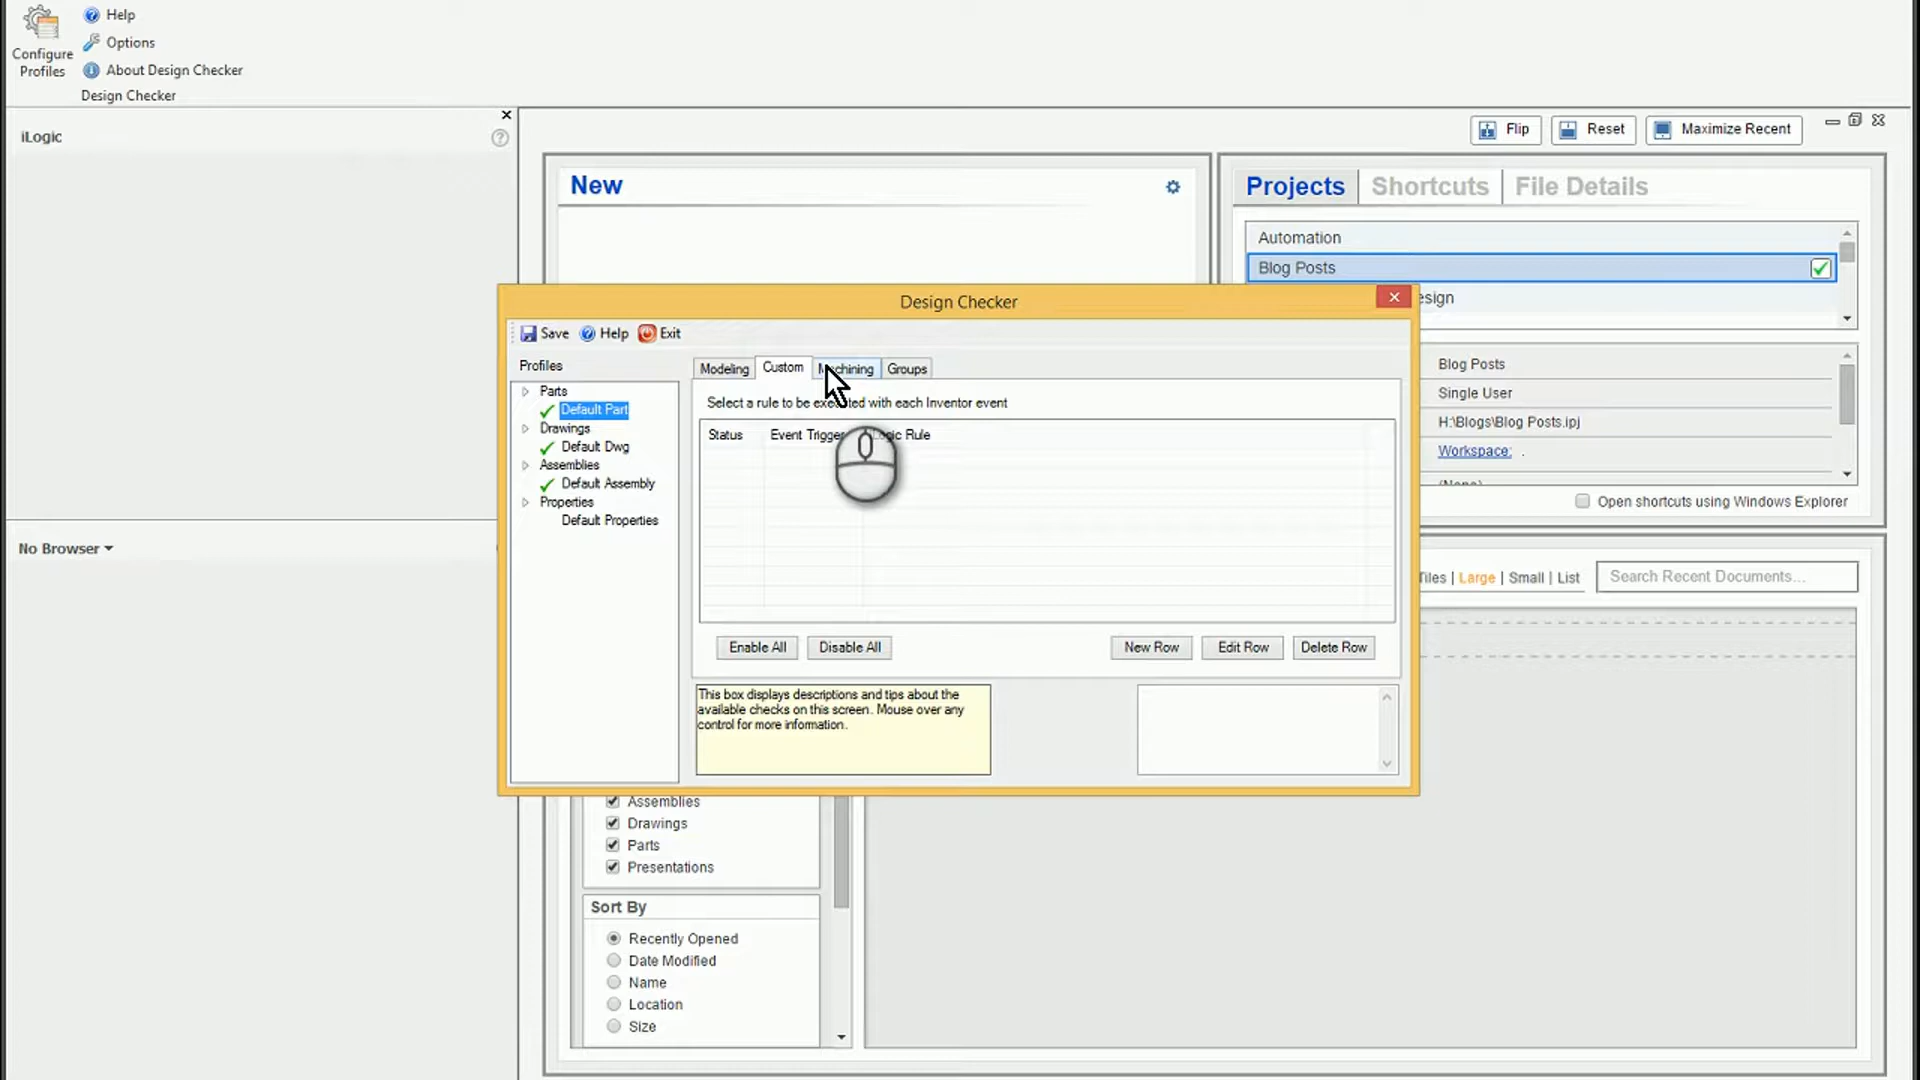 Configure
Profiles
Help
Options
About Design Checker
Design Checker
iLogic
No Browser
Flip
Reset
Maximize Recent
New
Projects
Shortcuts
File Details
Automation
Blog Posts
esign
Blog Posts
Single User
H:\Blogs\Blog Posts.ipj
Workspace: .
Open shortcuts using Windows Explorer
Design Checker
Save
Help
Exit
Profiles
Parts
Default Part
Drawings
Default Dwg
Assemblies
Default Assembly
Properties
Default Properties
Modeling
Custom
Machining
Groups
Select a rule to be executed with each Inventor event
Status
Event Trigger
Logic Rule
Enable All
Disable All
New Row
Edit Row
Delete Row
This box displays descriptions and tips about the
available checks on this screen. Mouse over any
control for more information.
Tiles | Large | Small | List
Search Recent Documents...
Assemblies
Drawings
Parts
Presentations
Sort By
Recently Opened
Date Modified
Name
Location
Size